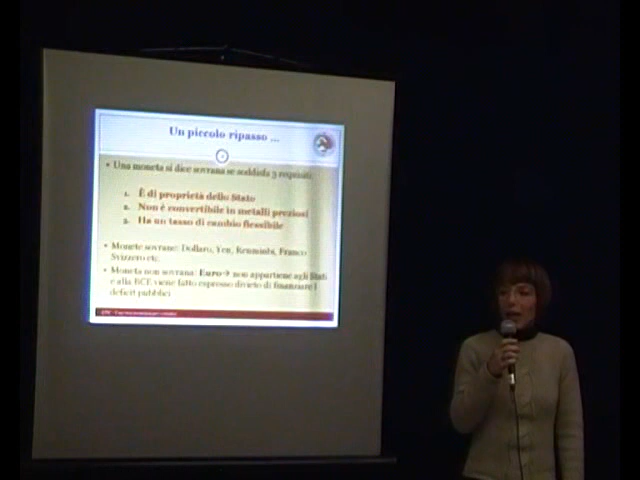 Un piccolo ripasso ...
• Una moneta si dice sovrana se soddisfa 3 requisiti:
1. È di proprietà dello Stato
2. Non è convertibile in metalli preziosi
3. Ha un tasso di cambio flessibile
• Monete sovrane: Dollaro, Yen, Renminbi, Franco
Svizzero etc.
• Moneta non sovrana: Euro→ non appartiene agli Stati
e alla BCE viene fatto espresso divieto di finanziare i
deficit pubblici